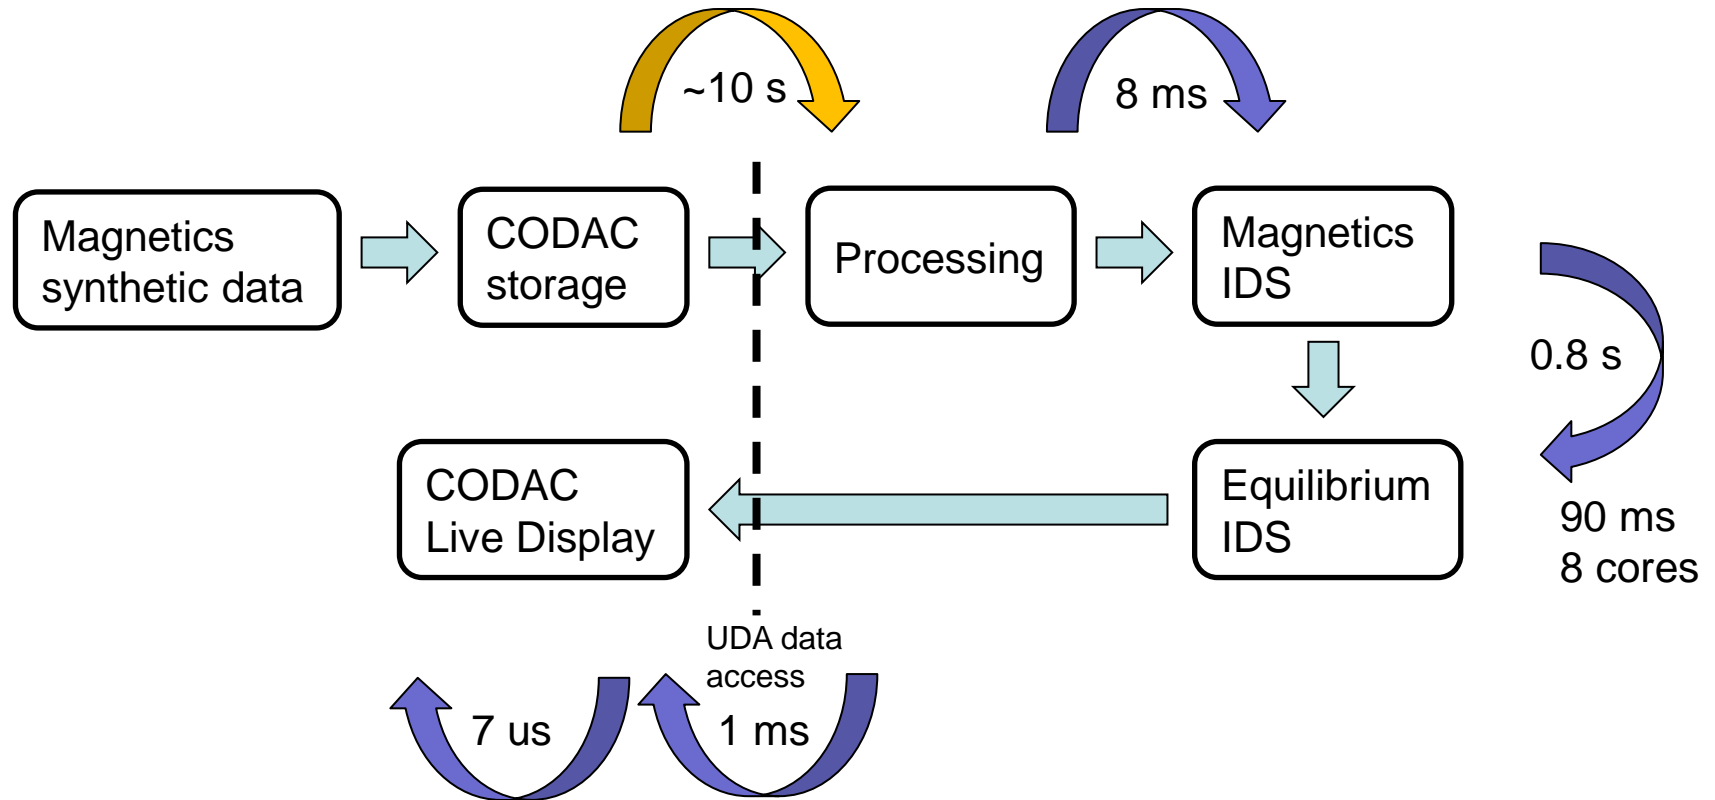 ~10 s
8 ms
Magnetics
synthetic data
CODAC
storage
Processing
Magnetics
IDS
0.8 s
CODAC
Live Display
Equilibrium
IDS
90 ms
8 cores
UDA data
access
7 us
1 ms